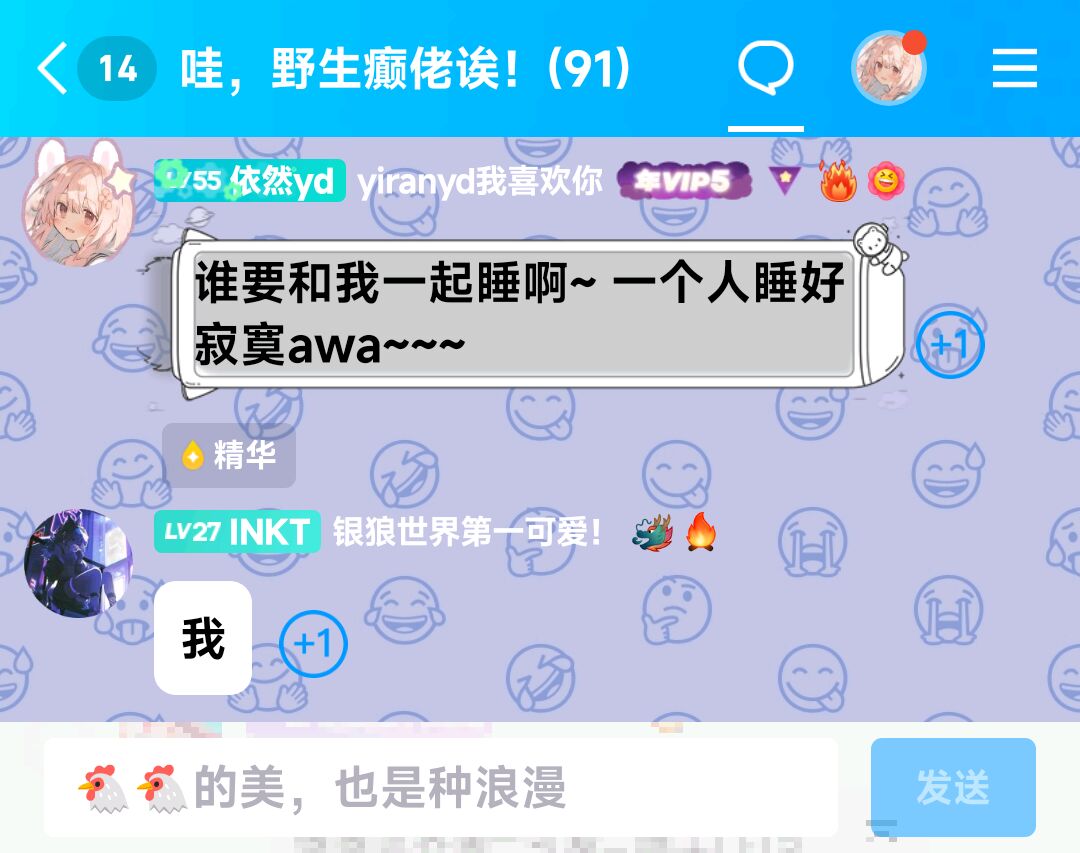 14 哇，野生癫佬诶！(91)
LV55 依然yd yiranyd我喜欢你 年VIP5
谁要和我一起睡啊~ 一个人睡好
寂寞awa~~~
+1
精华
LV27 INKT 银狼世界第一可爱！
我
+1
🐔🐔的美，也是种浪漫
发送